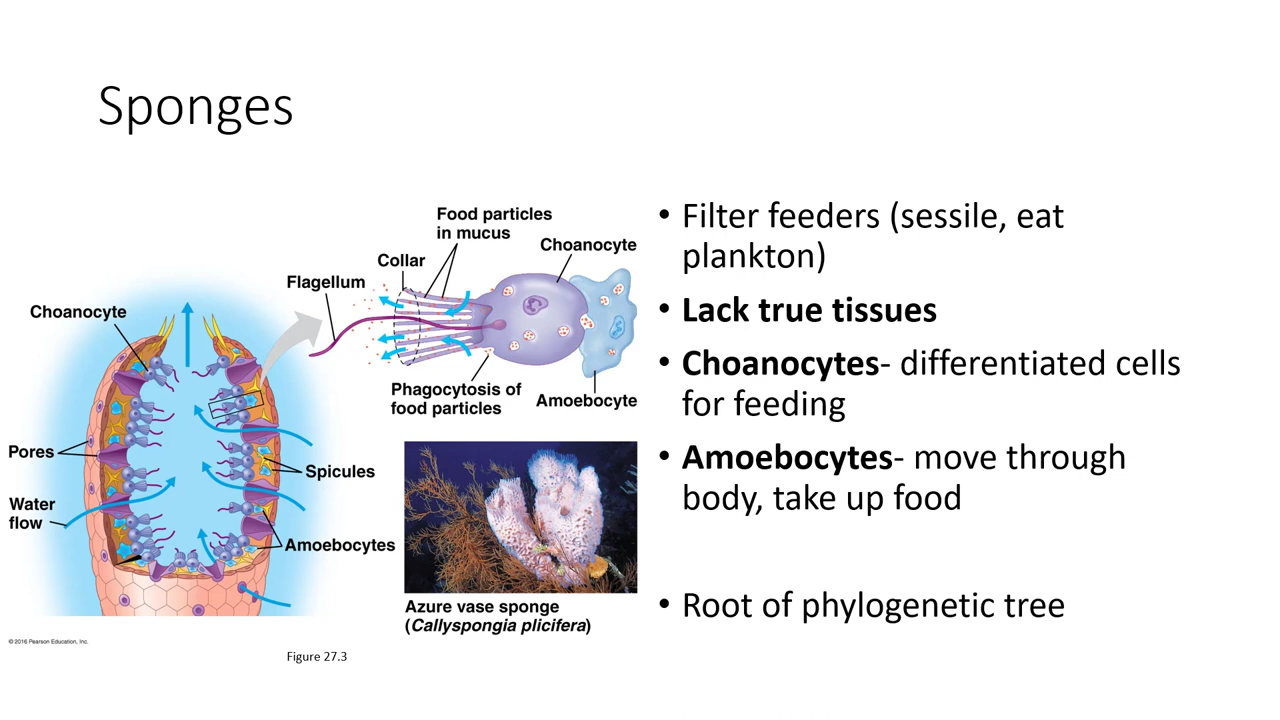 Sponges
Food particles
in mucus
Choanocyte
Collar
Flagellum
Choanocyte
Phagocytosis of
food particles
Amoebocyte
Pores
Spicules
Water
flow
Amoebocytes
Azure vase sponge
(Callyspongia plicifera)
© 2016 Pearson Education, Inc.
Figure 27.3
• Filter feeders (sessile, eat
plankton)
• Lack true tissues
• Choanocytes- differentiated cells
for feeding
• Amoebocytes- move through
body, take up food
• Root of phylogenetic tree